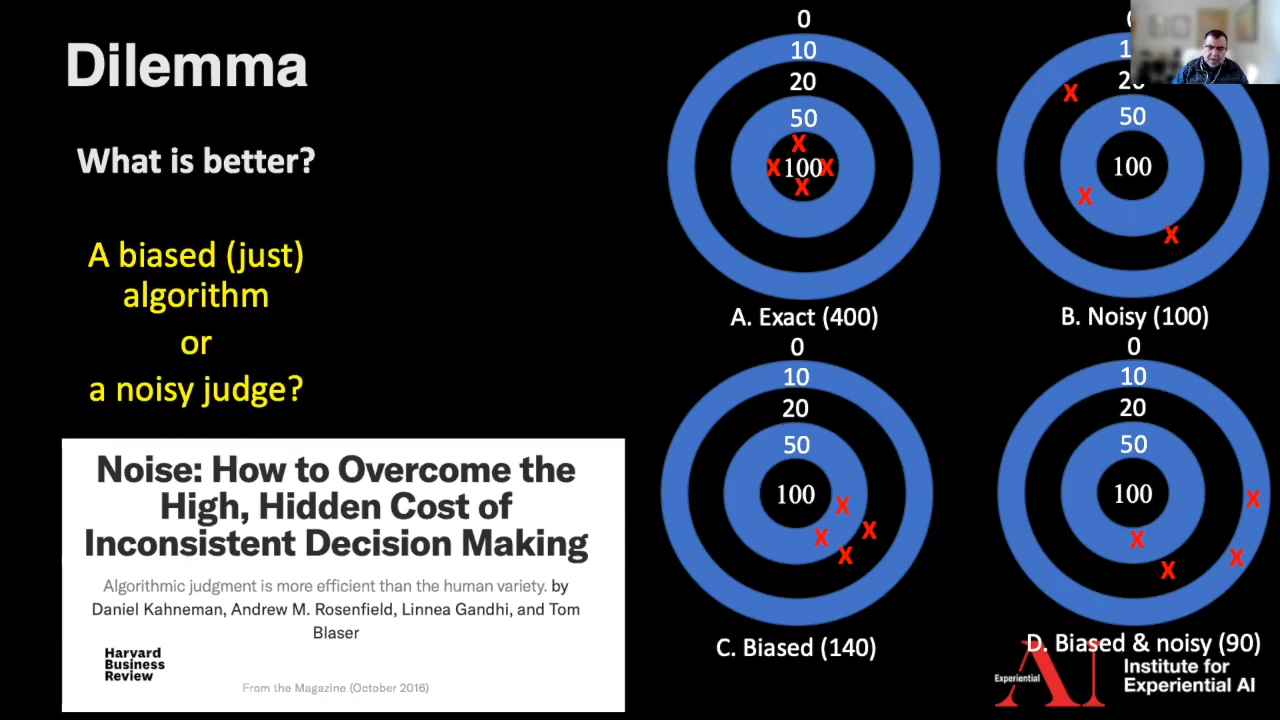 Dilemma
What is better?
A biased (just)
algorithm
or
a noisy judge?
Noise: How to Overcome the
High, Hidden Cost of
Inconsistent Decision Making
Algorithmic judgment is more efficient than the human variety. by
Daniel Kahneman, Andrew M. Rosenfield, Linnea Gandhi, and Tom
Blaser
Harvard
Business
Review
From the Magazine (October 2016)
0
10
20
50
X
X 100 X
X
A. Exact (400)
X
50
100
X
X
B. Noisy (100)
0
10
20
50
100
X
X
X
X
C. Biased (140)
0
10
20
50
100
X
X
X
X
D. Biased & noisy (90)
Experiential
AI
Institute for
Experiential AI